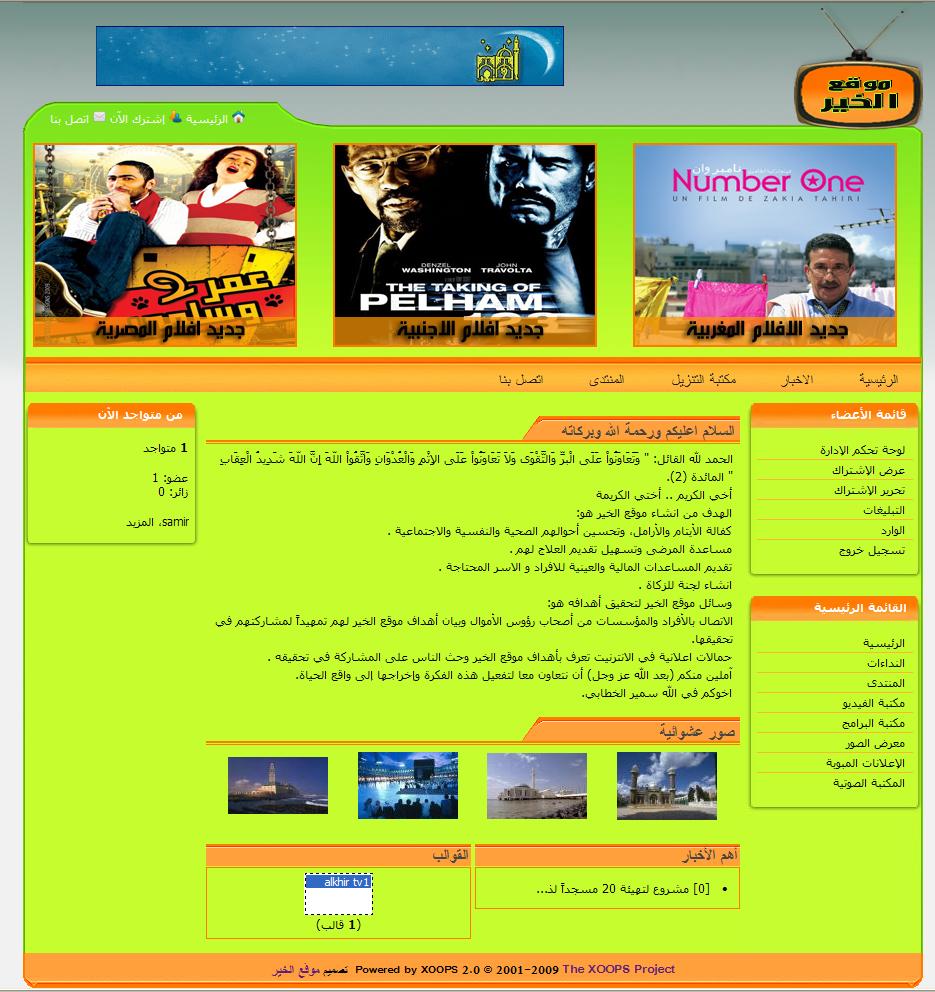 موقع
الخير
الرئيسية إشترك الآن اتصل بنا
Number One
UN FILM DE ZAKIA TAHIRI
جديد الافلام المغربية
DENZEL WASHINGTON JOHN TRAVOLTA
THE TAKING OF
PELHAM
جديد افلام الاجنبية
عمر و
سلمى
جديد افلام المصرية
الرئيسية الاخبار مكتبة التنزيل المنتدى اتصل بنا
قائمة الأعضاء
لوحة تحكم الإدارة
عرض الإشتراك
تحرير الإشتراك
التبليغات
الوارد
تسجيل خروج
القائمة الرئيسية
الرئيسية
النداءات
المنتدى
مكتبة الفيديو
مكتبة البرامج
معرض الصور
الإعلانات المبوبة
المكتبة الصوتية
السلام اعليكم ورحمة الله وبركاته
الحمد لله القائل: " وَتَعَاوَنُواْ عَلَى الْبرِّ وَالتَّقْوَى وَلاَ تَعَاوَنُواْ عَلَى الإِثْمِ وَالْعُدْوَانِ وَاتَّقُواْ اللّهَ إِنَّ اللّهَ شَدِيدُ الْعِقَابِ
" المائدة (2).
أخي الكريم .. أختي الكريمة
الهدف من انشاء موقع الخير هو:
كفالة الأيتام والأرامل، وتحسين أحوالهم الصحية والنفسية والاجتماعية .
مساعدة المرضى وتسهيل تقديم العلاج لهم .
تقديم المساعدات المالية والعينية للافراد و الاسر المحتاجة .
انشاء لجنة للزكاة .
وسائل موقع الخير لتحقيق أهدافه هو:
الاتصال بالأفراد والمؤسسات من أصحاب رؤوس الأموال وبيان أهداف موقع الخير لهم تمهيداً لمشاركتهم في
تحقيقها.
حمالات اعلانية في الانترنيت تعرف بأهداف موقع الخير وحث الناس على المشاركة في تحقيقه .
آملين منكم (بعد الله عز وجل) أن نتعاون معا لتفعيل هذه الفكرة وإخراجها إلى واقع الحياة.
اخوكم في الله سمير الخطابي.
صور عشوائية
أهم الأخبار
[0] مشروع لتهيئة 20 مسجداً لذ...
القوالب
alkhir tv1
(1 قالب)
من متواجد الآن
1 متواجد
عضو: 1
زائر: 0
samir، المزيد
تصميم موقع الخير Powered by XOOPS 2.0 © 2001-2009 The XOOPS Project